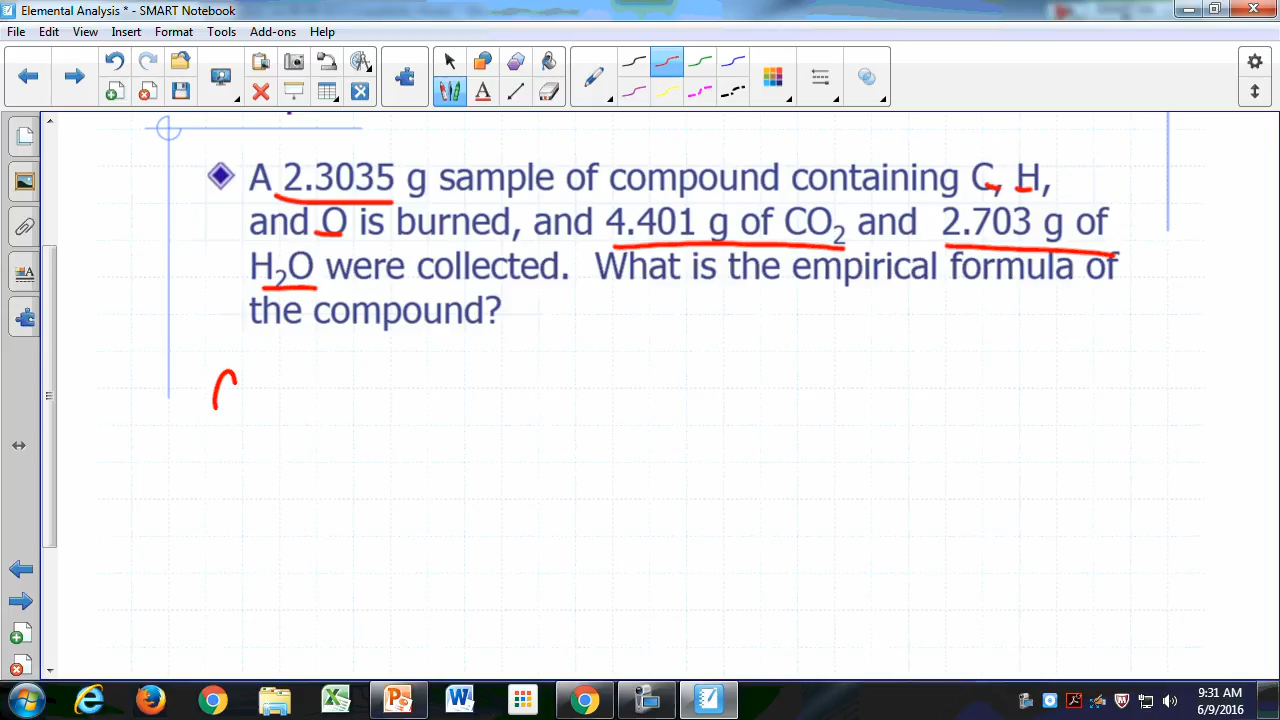 Elemental Analysis * - SMART Notebook
File Edit View Insert Format Tools Add-ons Help
A 2.3035 g sample of compound containing C, H,
and O is burned, and 4.401 g of CO₂ and 2.703 g of
H₂O were collected. What is the empirical formula of
the compound?
9:31 AM
6/9/2016